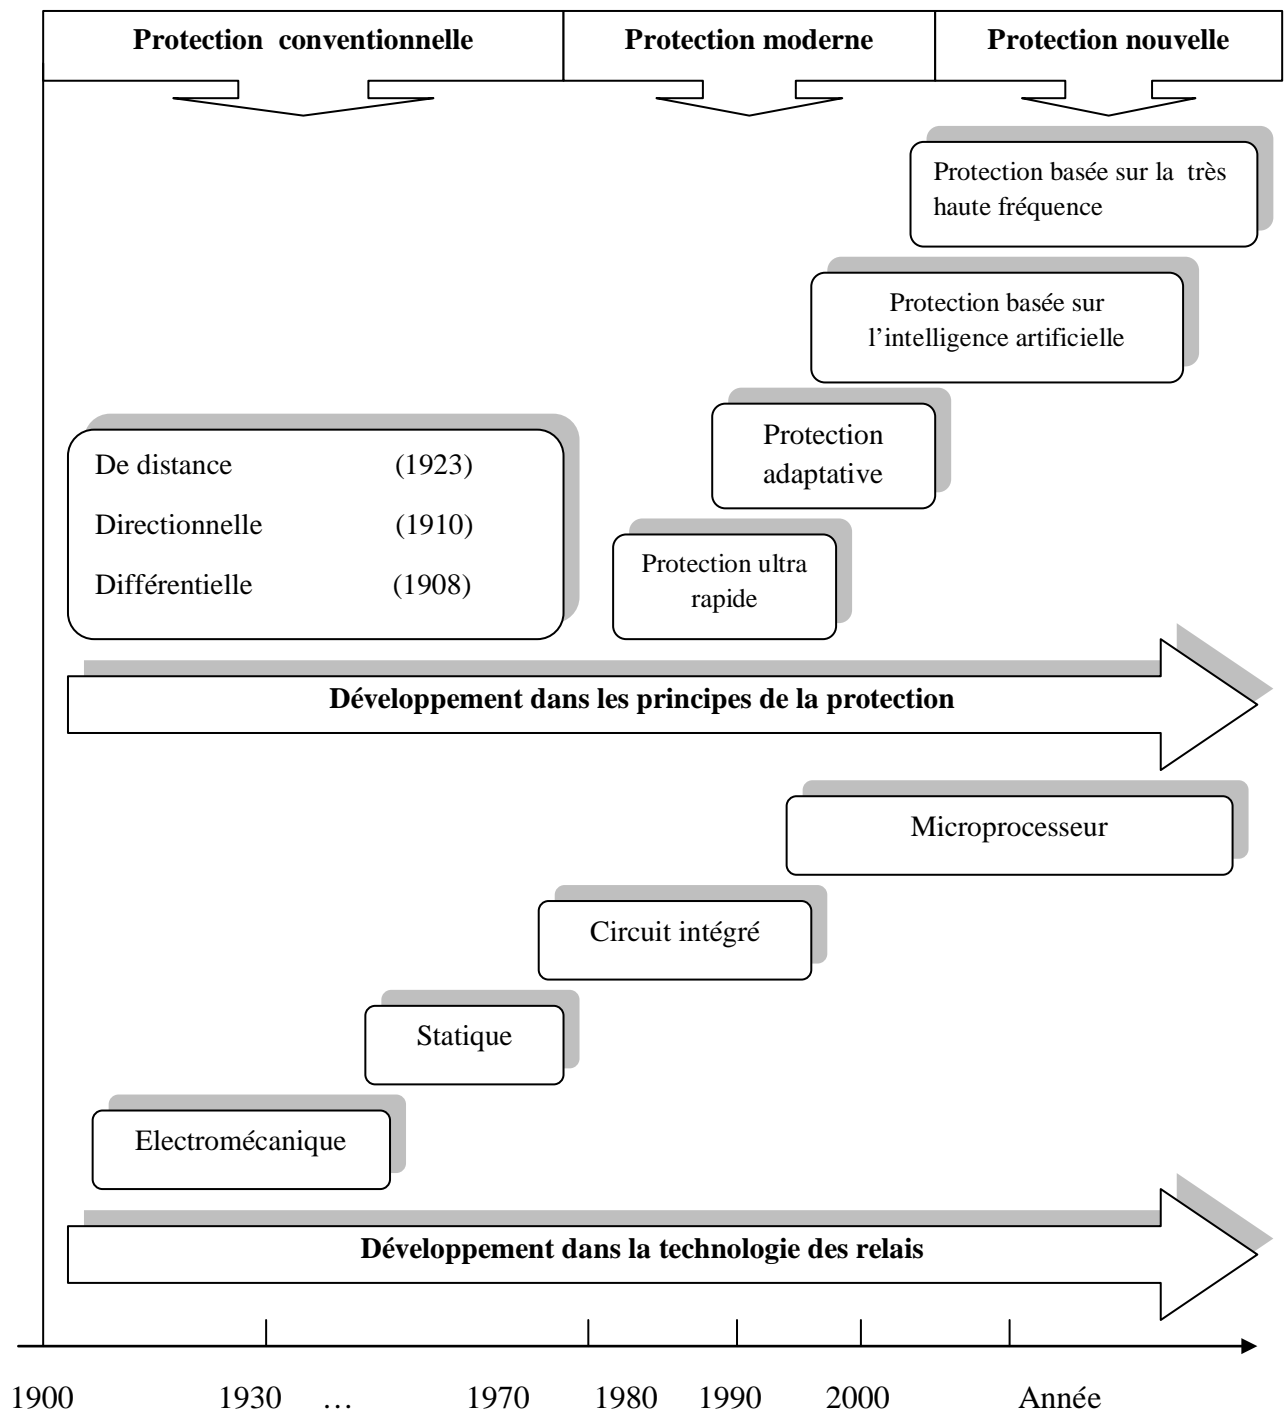 Protection conventionnelle
Protection moderne
Protection nouvelle
Protection basée sur la très
haute fréquence
Protection basée sur
l’intelligence artificielle
Protection
adaptative
De distance (1923)
Directionnelle (1910)
Différentielle (1908)
Protection ultra
rapide
Développement dans les principes de la protection
Microprocesseur
Circuit intégré
Statique
Electromécanique
Développement dans la technologie des relais
1900 1930 … 1970 1980 1990 2000 Année